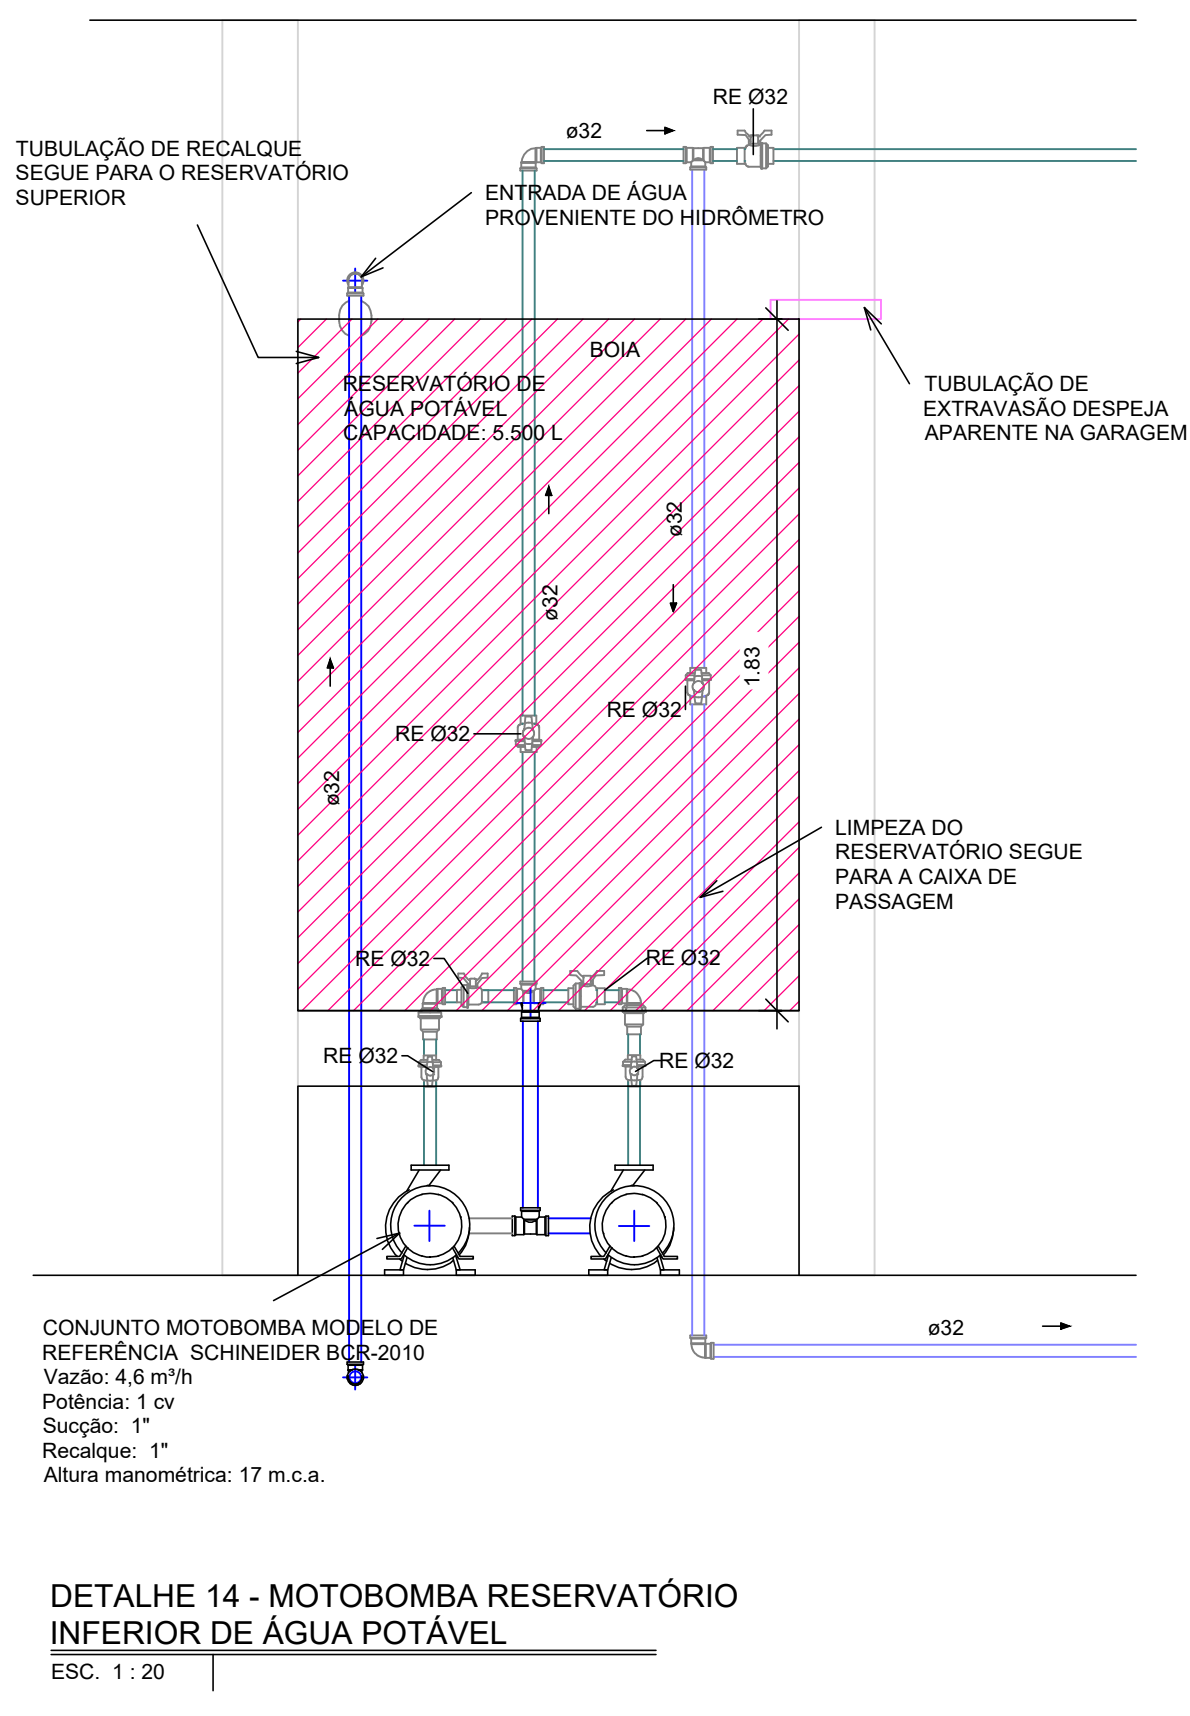 RE Ø32
ø32
TUBULAÇÃO DE RECALQUE
SEGUE PARA O RESERVATÓRIO
SUPERIOR
ENTRADA DE ÁGUA
PROVENIENTE DO HIDRÔMETRO
BOIA
RESERVATÓRIO DE
ÁGUA POTÁVEL
CAPACIDADE: 5.500 L
TUBULAÇÃO DE
EXTRAVASÃO DESPEJA
APARENTE NA GARAGEM
ø32
ø32
1.83
RE Ø32
RE Ø32
ø32
LIMPEZA DO
RESERVATÓRIO SEGUE
PARA A CAIXA DE
PASSAGEM
RE Ø32
RE Ø32
RE Ø32
RE Ø32
CONJUNTO MOTOBOMBA MODELO DE
REFERÊNCIA SCHINEIDER BCR-2010
Vazão: 4,6 m³/h
Potência: 1 cv
Sucção: 1"
Recalque: 1"
Altura manométrica: 17 m.c.a.
ø32
DETALHE 14 - MOTOBOMBA RESERVATÓRIO
INFERIOR DE ÁGUA POTÁVEL
ESC. 1 : 20